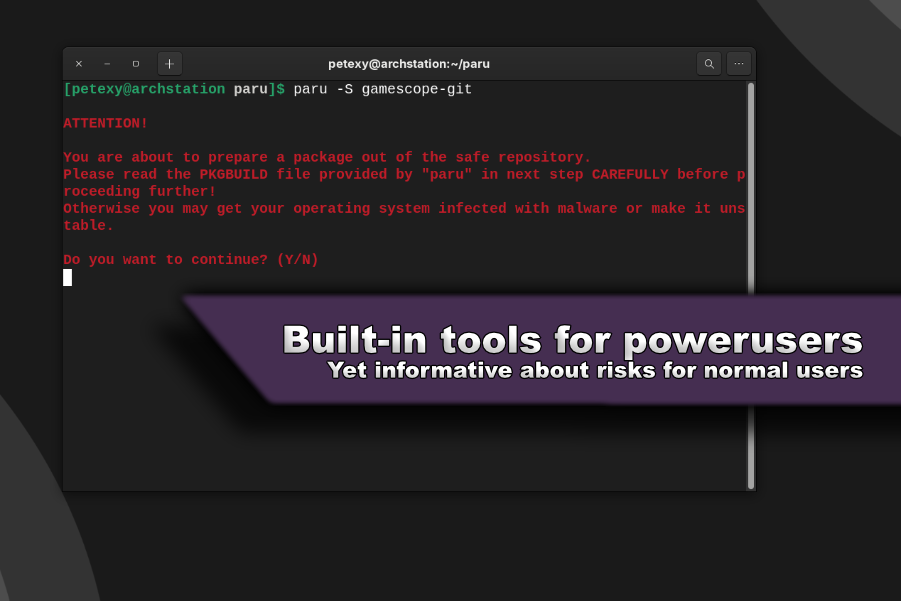 petexy@archstation:~/paru
[petexy@archstation paru]$ paru -S gamescope-git
ATTENTION!
You are about to prepare a package out of the safe repository.
Please read the PKGBUILD file provided by "paru" in next step CAREFULLY before p
roceeding further!
Otherwise you may get your operating system infected with malware or make it uns
table.
Do you want to continue? (Y/N)
Built-in tools for powerusers
Yet informative about risks for normal users